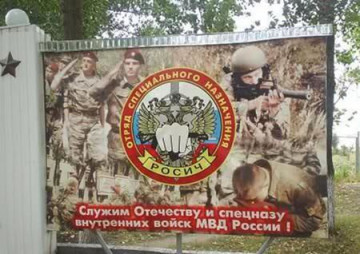 ОТРЯД СПЕЦИАЛЬНОГО НАЗНАЧЕНИЯ
РОСИЧ
Служим Отечеству и спецназу
внутренних войск МВД России !